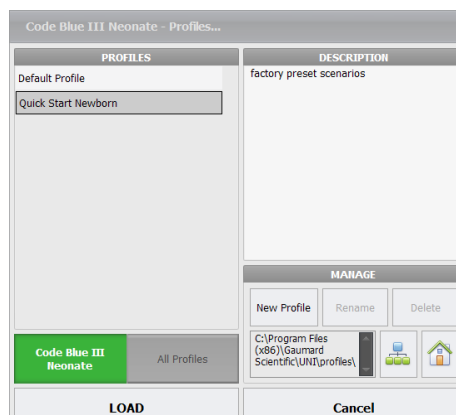 Code Blue III Neonate - Profiles...
PROFILES
Default Profile
Quick Start Newborn
DESCRIPTION
factory preset scenarios
MANAGE
New Profile
Rename
Delete
C:\Program Files
(x86)\Gaumard
Scientific\UNI\profiles\
Code Blue III
Neonate
All Profiles
LOAD
Cancel